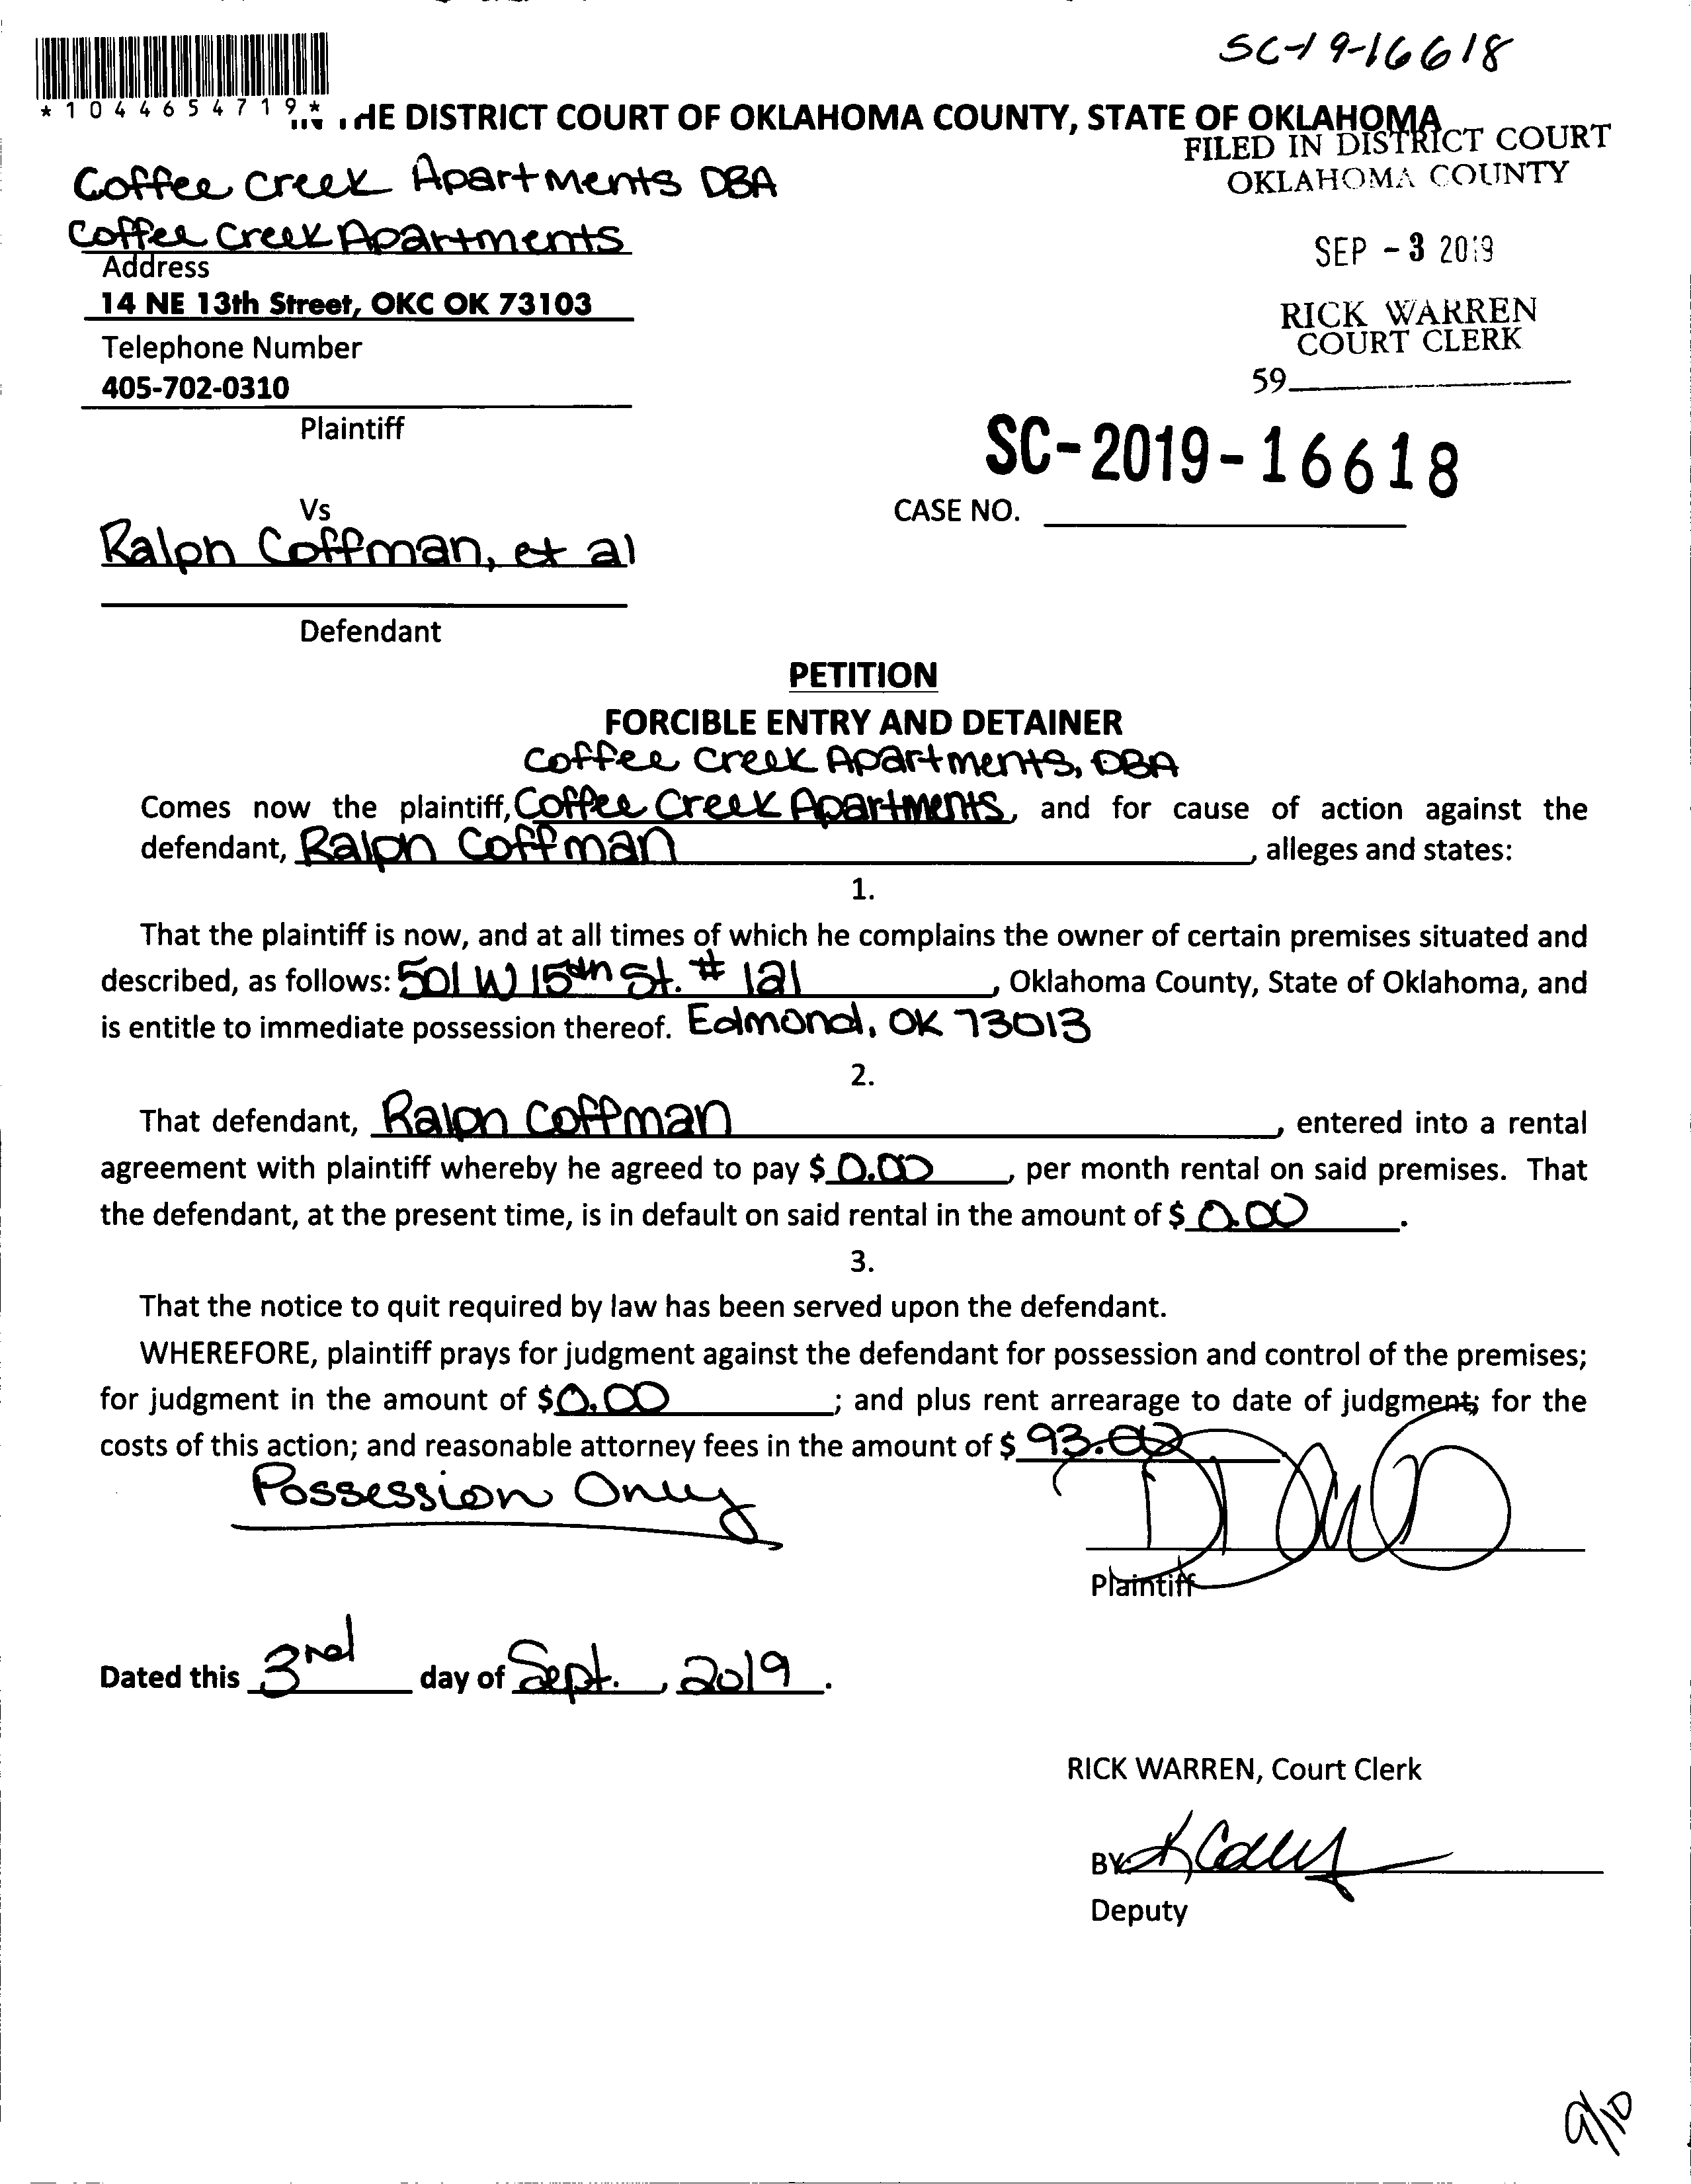 SC-19-16618
*1044654719*
THE DISTRICT COURT OF OKLAHOMA COUNTY, STATE OF OKLAHOMA
FILED IN DISTRICT COURT
OKLAHOMA COUNTY
Coffee Creek Apartments DBA
Coffee Creek Apartments
Address
SEP - 3 2019
14 NE 13th Street, OKC OK 73103
RICK WARREN
COURT CLERK
Telephone Number
405-702-0310
59
Plaintiff
SC-2019-16618
Vs
CASE NO.
Ralph Coffman, et al
Defendant
PETITION
FORCIBLE ENTRY AND DETAINER
Coffee Creek Apartments, DBA
Comes now the plaintiff, Coffee Creek Apartments, and for cause of action against the
defendant, Ralph Coffman, alleges and states:
1.
That the plaintiff is now, and at all times of which he complains the owner of certain premises situated and
described, as follows: 501 W 15th St. # 121, Oklahoma County, State of Oklahoma, and
is entitle to immediate possession thereof. Edmond, OK 73013
2.
That defendant, Ralph Coffman, entered into a rental
agreement with plaintiff whereby he agreed to pay $ 0.00, per month rental on said premises. That
the defendant, at the present time, is in default on said rental in the amount of $ 0.00.
3.
That the notice to quit required by law has been served upon the defendant.
WHEREFORE, plaintiff prays for judgment against the defendant for possession and control of the premises;
for judgment in the amount of $0.00; and plus rent arrearage to date of judgment; for the
costs of this action; and reasonable attorney fees in the amount of $ 93.00
Possession Only
Plaintiff
Dated this 3rd day of Sept., 2019.
RICK WARREN, Court Clerk
BY:
Deputy
9/10